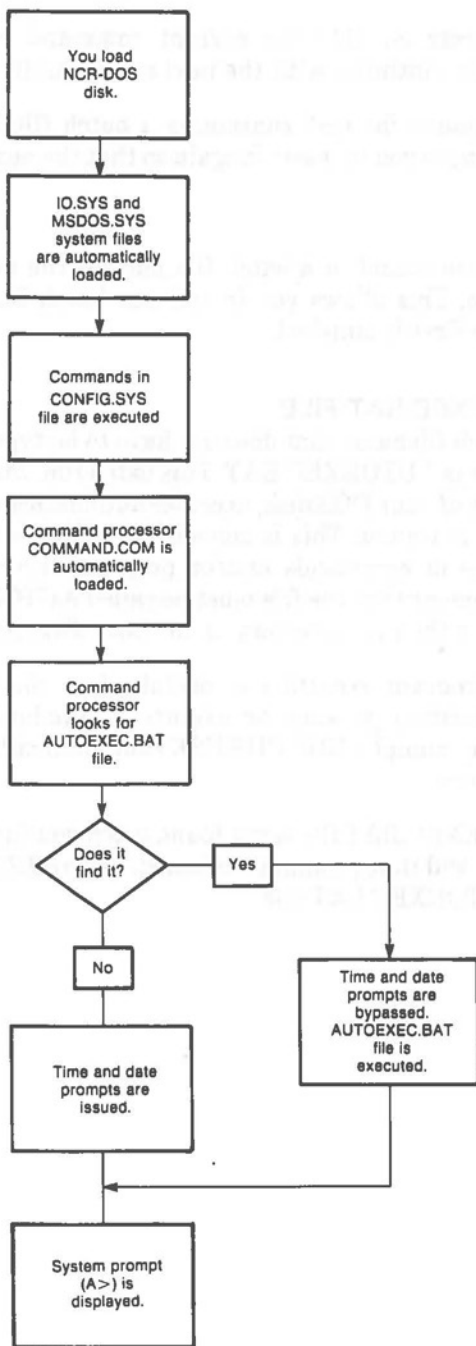 You load
NCR-DOS
disk.
IO.SYS and
MSDOS.SYS
system files
are automatically
loaded.
Commands in
CONFIG.SYS
file are executed
Command processor
COMMAND.COM is
automatically
loaded.
Command
processor
looks for
AUTOEXEC.BAT
file.
Does it
find it?
Yes
No
Time and date
prompts are
bypassed.
AUTOEXEC.BAT
file is
executed.
Time and date
prompts are
issued.
System prompt
(A>) is
displayed.